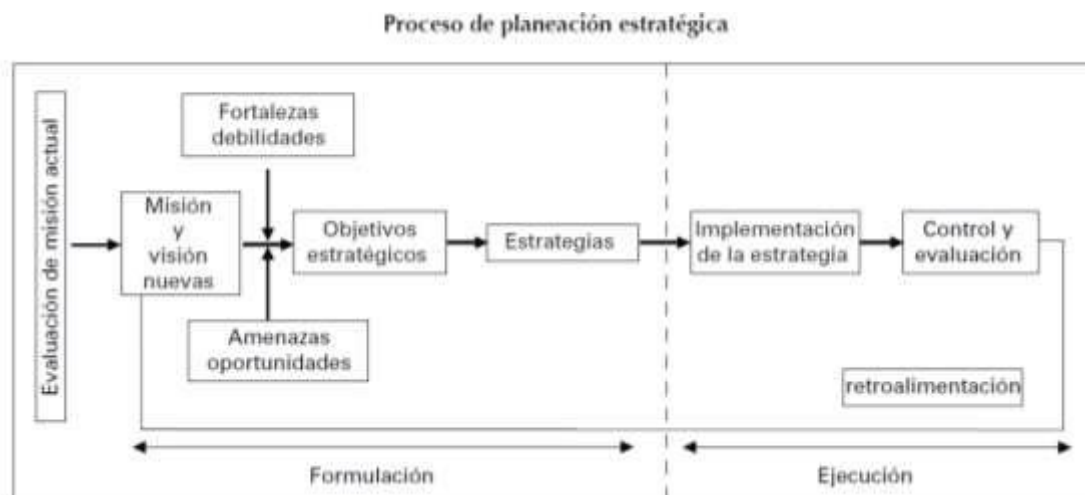 Proceso de planeación estratégica
Evaluación de misión actual
Fortalezas
debilidades
Misión
y
visión
nuevas
Objetivos
estratégicos
Estrategias
Implementación
de la estrategia
Control y
evaluación
Amenazas
oportunidades
retroalimentación
Formulación
Ejecución